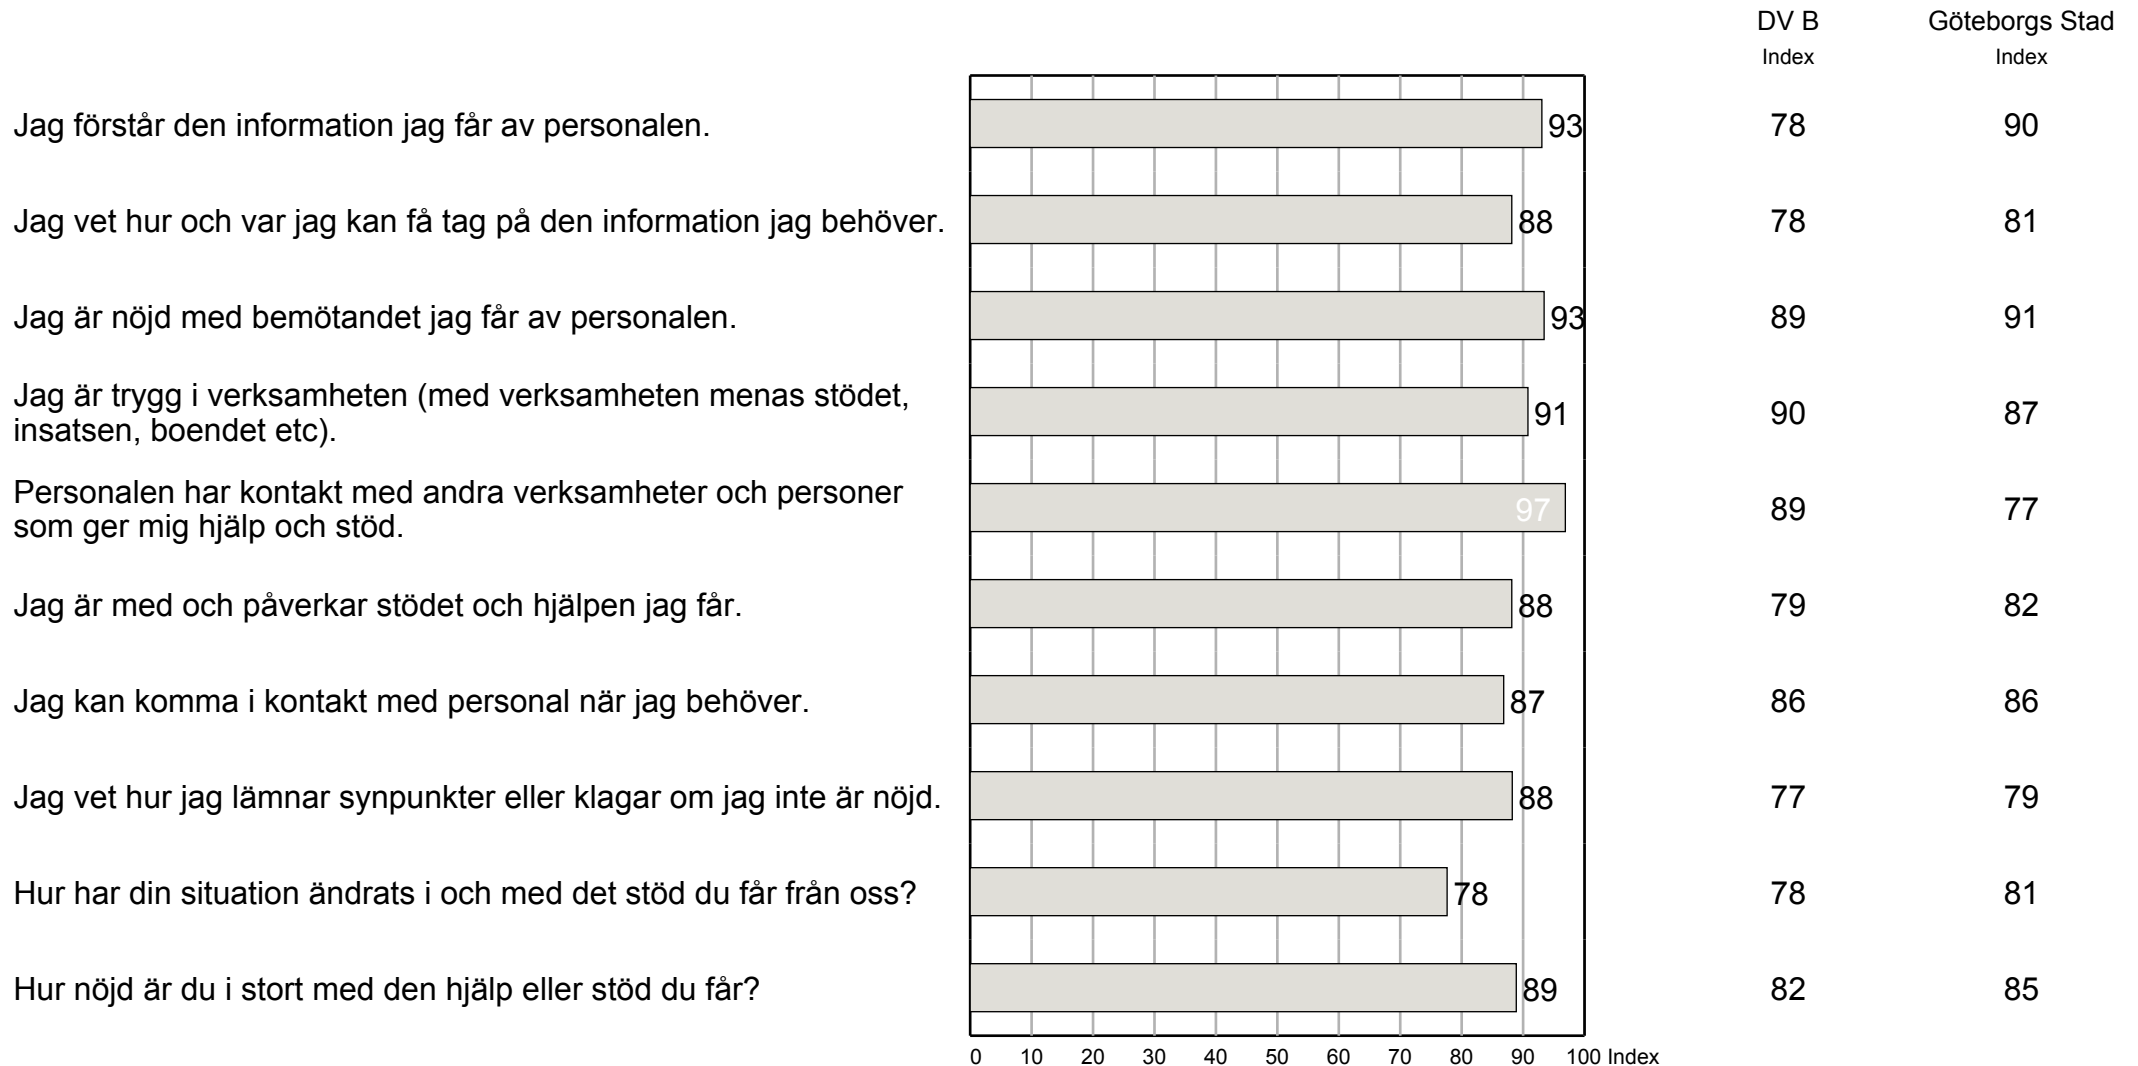 DV B Göteborgs Stad
Index Index
Jag förstår den information jag får av personalen. 93 78 90
Jag vet hur och var jag kan få tag på den information jag behöver. 88 78 81
Jag är nöjd med bemötandet jag får av personalen. 93 89 91
Jag är trygg i verksamheten (med verksamheten menas stödet,
insatsen, boendet etc). 91 90 87
Personalen har kontakt med andra verksamheter och personer
som ger mig hjälp och stöd. 97 89 77
Jag är med och påverkar stödet och hjälpen jag får. 88 79 82
Jag kan komma i kontakt med personal när jag behöver. 87 86 86
Jag vet hur jag lämnar synpunkter eller klagar om jag inte är nöjd. 88 77 79
Hur har din situation ändrats i och med det stöd du får från oss? 78 78 81
Hur nöjd är du i stort med den hjälp eller stöd du får? 89 82 85
0 10 20 30 40 50 60 70 80 90 100 Index